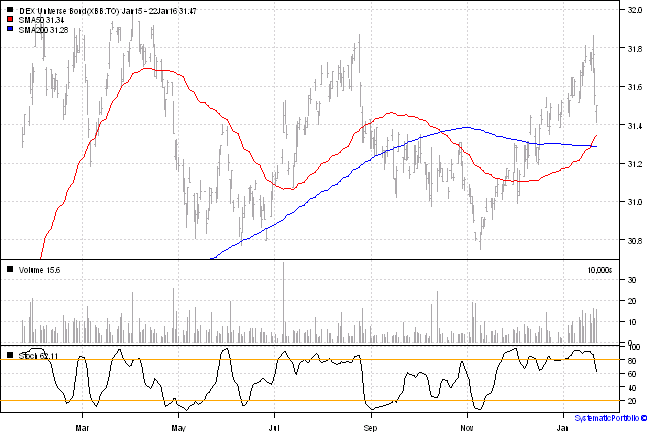 DEX Universe Bond(XBB.TO) Jan15 - 22Jan16 31.47
SMA50 31.34
SMA200 31.28
32.0
31.8
31.6
31.4
31.2
31.0
30.8
Volume 15.6
10,000s
30
20
10
0
Stoch 62.11
100
80
60
40
20
Mar May Jul Sep Nov Jan
SystematicPortfolio ©